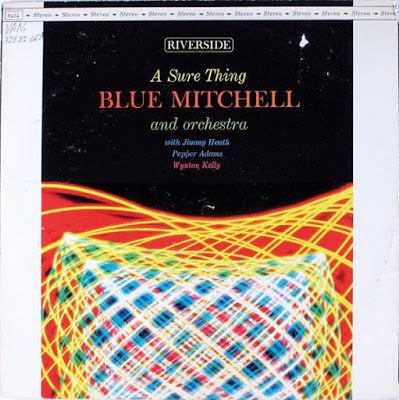 Stereo → Stereo → Stereo → Stereo → Stereo → Stereo → Stereo → Stereo → Stereo → Stereo → Stereo
RIVERSIDE
A Sure Thing
BLUE MITCHELL
and orchestra
with Jimmy Heath
Pepper Adams
Wynton Kelly